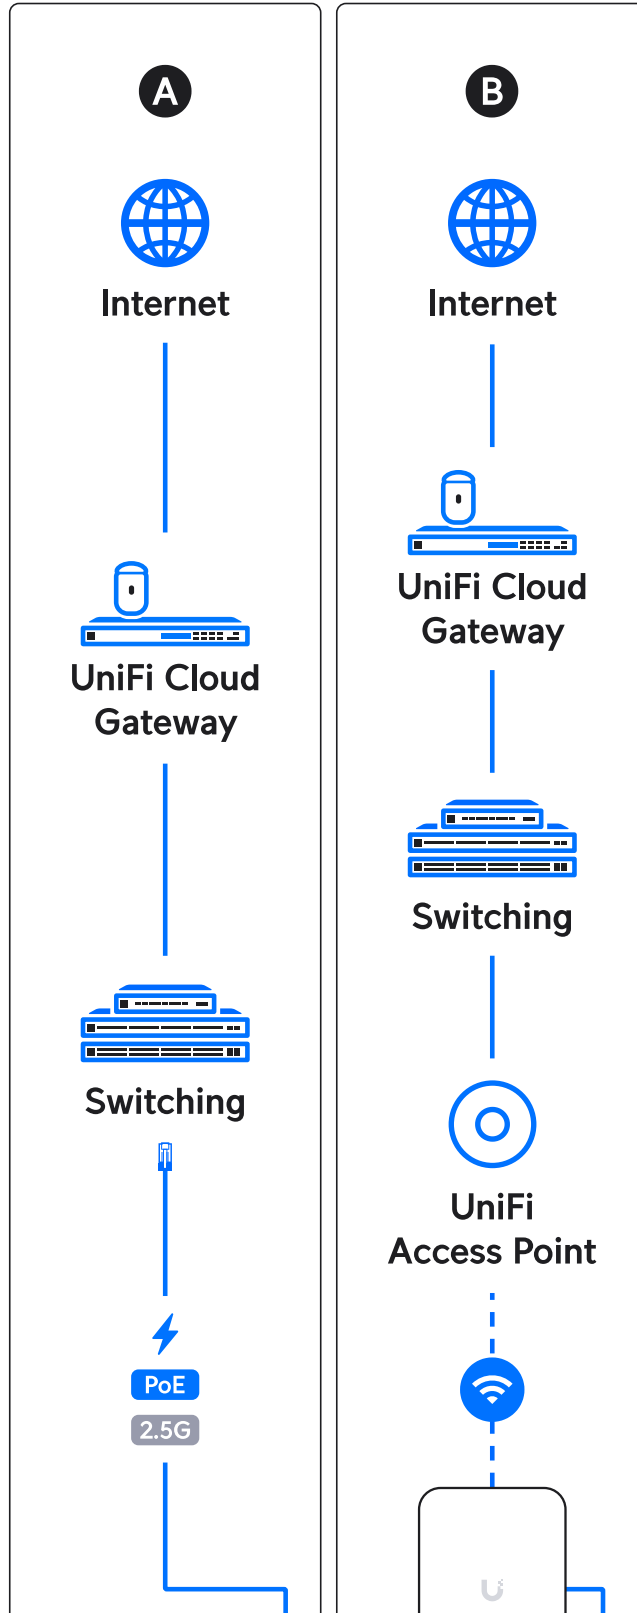 A
Internet
UniFi Cloud
Gateway
Switching
PoE
2.5G
B
Internet
UniFi Cloud
Gateway
Switching
UniFi
Access Point